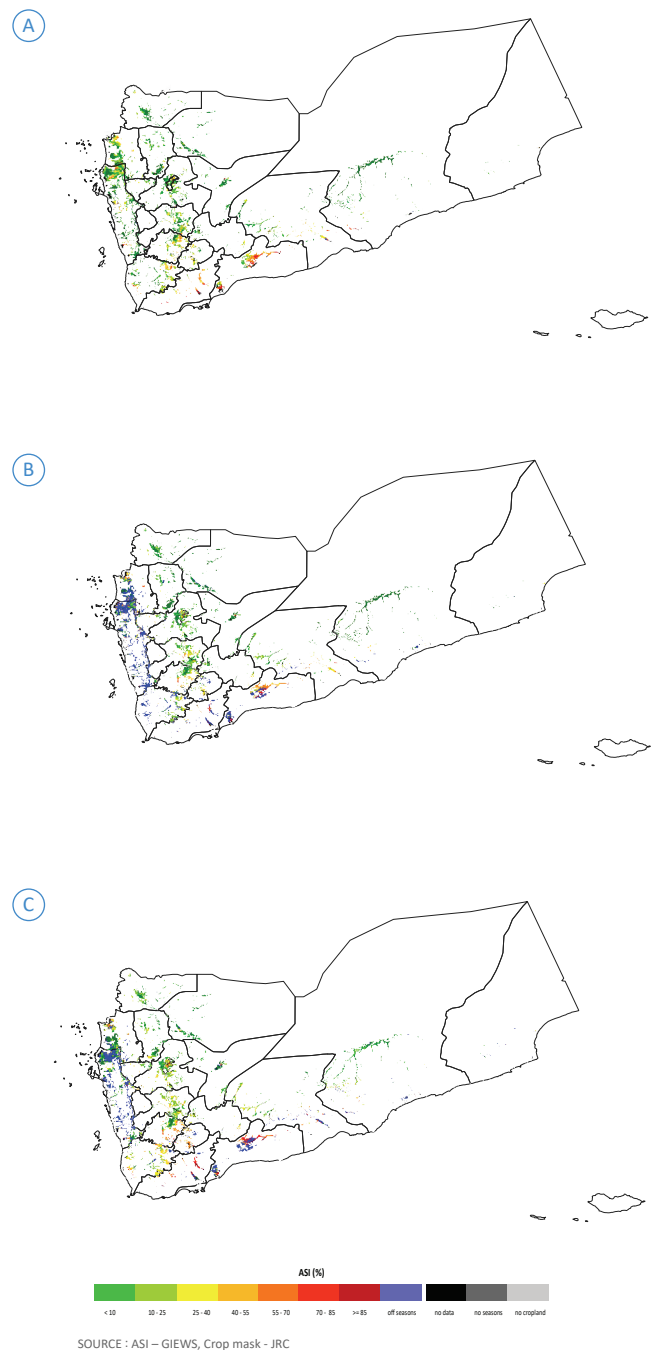 A
B
C
ASI (%)
< 10 10 - 25 25 - 40 40 - 55 55 - 70 70 - 85 >= 85 off seasons no data no seasons no cropland
SOURCE : ASI – GIEWS, Crop mask - JRC